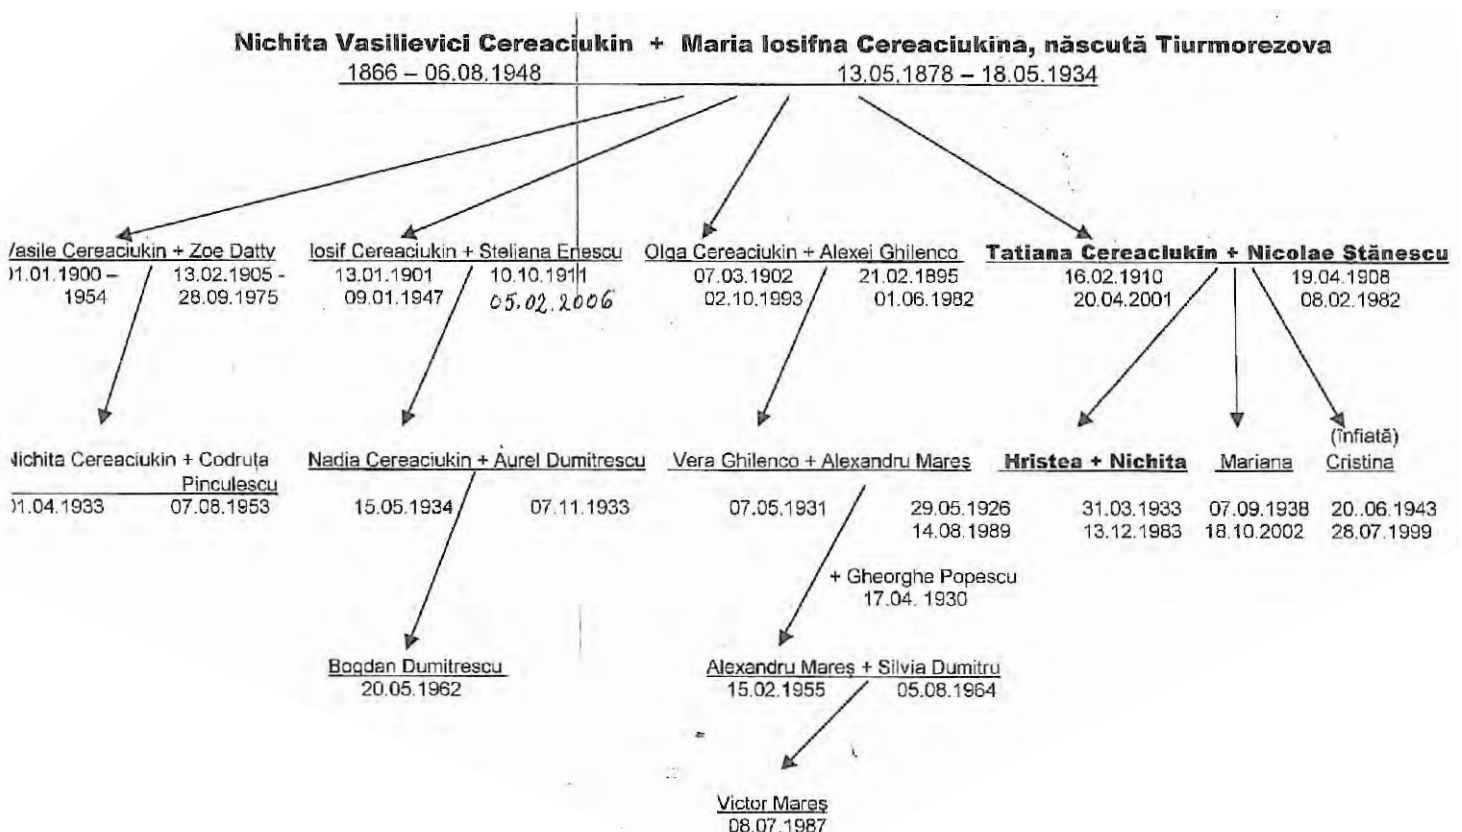 Nichita Vasilievici Cereaciukin + Maria Iosifna Cereaciukina, născută Tiurmorezova
1866 – 06.08.1948 13.05.1878 – 18.05.1934
Vasile Cereaciukin + Zoe Datty
01.01.1900 – 13.02.1905 -
1954 28.09.1975
Iosif Cereaciukin + Steliana Enescu
13.01.1901 10.10.1911
09.01.1947 05.02.2006
Olga Cereaciukin + Alexei Ghilenco
07.03.1902 21.02.1895
02.10.1993 01.06.1982
Tatiana Cereaciukin + Nicolae Stănescu
16.02.1910 19.04.1908
20.04.2001 08.02.1982
Nichita Cereaciukin + Codruța
Pinculescu
01.04.1933 07.08.1953
Nadia Cereaciukin + Aurel Dumitrescu
15.05.1934 07.11.1933
Vera Ghilenco + Alexandru Mareș
07.05.1931 29.05.1926
14.08.1989
+ Gheorghe Popescu
17.04. 1930
Hristea + Nichita
31.03.1933
13.12.1983
Mariana
07.09.1938
18.10.2002
(înfiată)
Cristina
20..06.1943
28.07.1999
Bogdan Dumitrescu
20.05.1962
Alexandru Mareș + Silvia Dumitru
15.02.1955 05.08.1964
Victor Mareș
08.07.1987